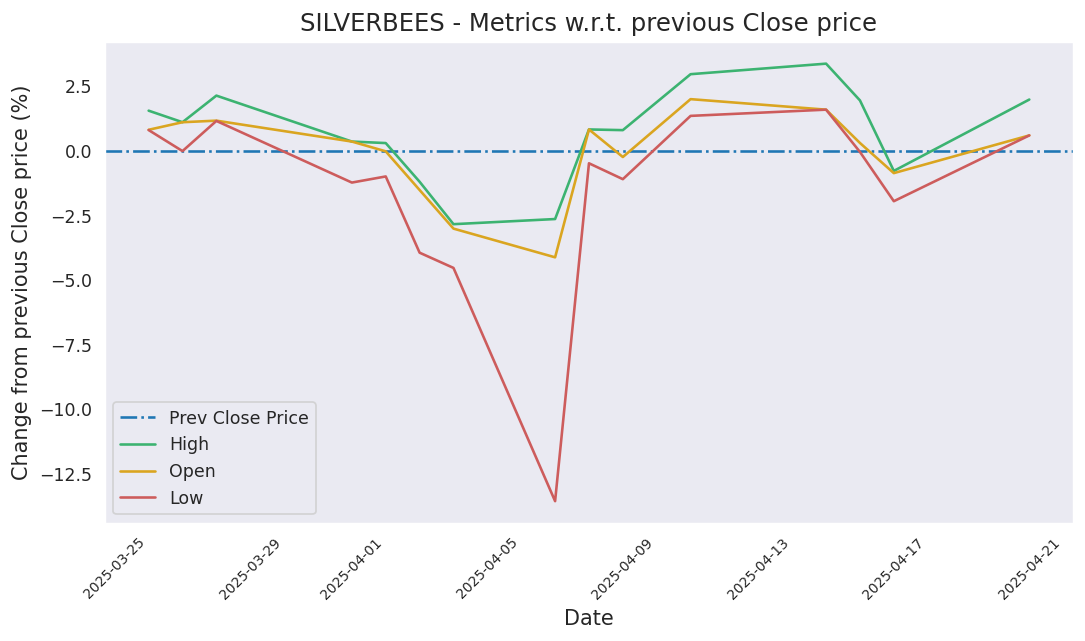 SILVERBEES - Metrics w.r.t. previous Close price
Change from previous Close price (%)
2.5
0.0
−2.5
−5.0
−7.5
−10.0
−12.5
Prev Close Price
High
Open
Low
2025-03-25
2025-03-29
2025-04-01
2025-04-05
2025-04-09
2025-04-13
2025-04-17
2025-04-21
Date